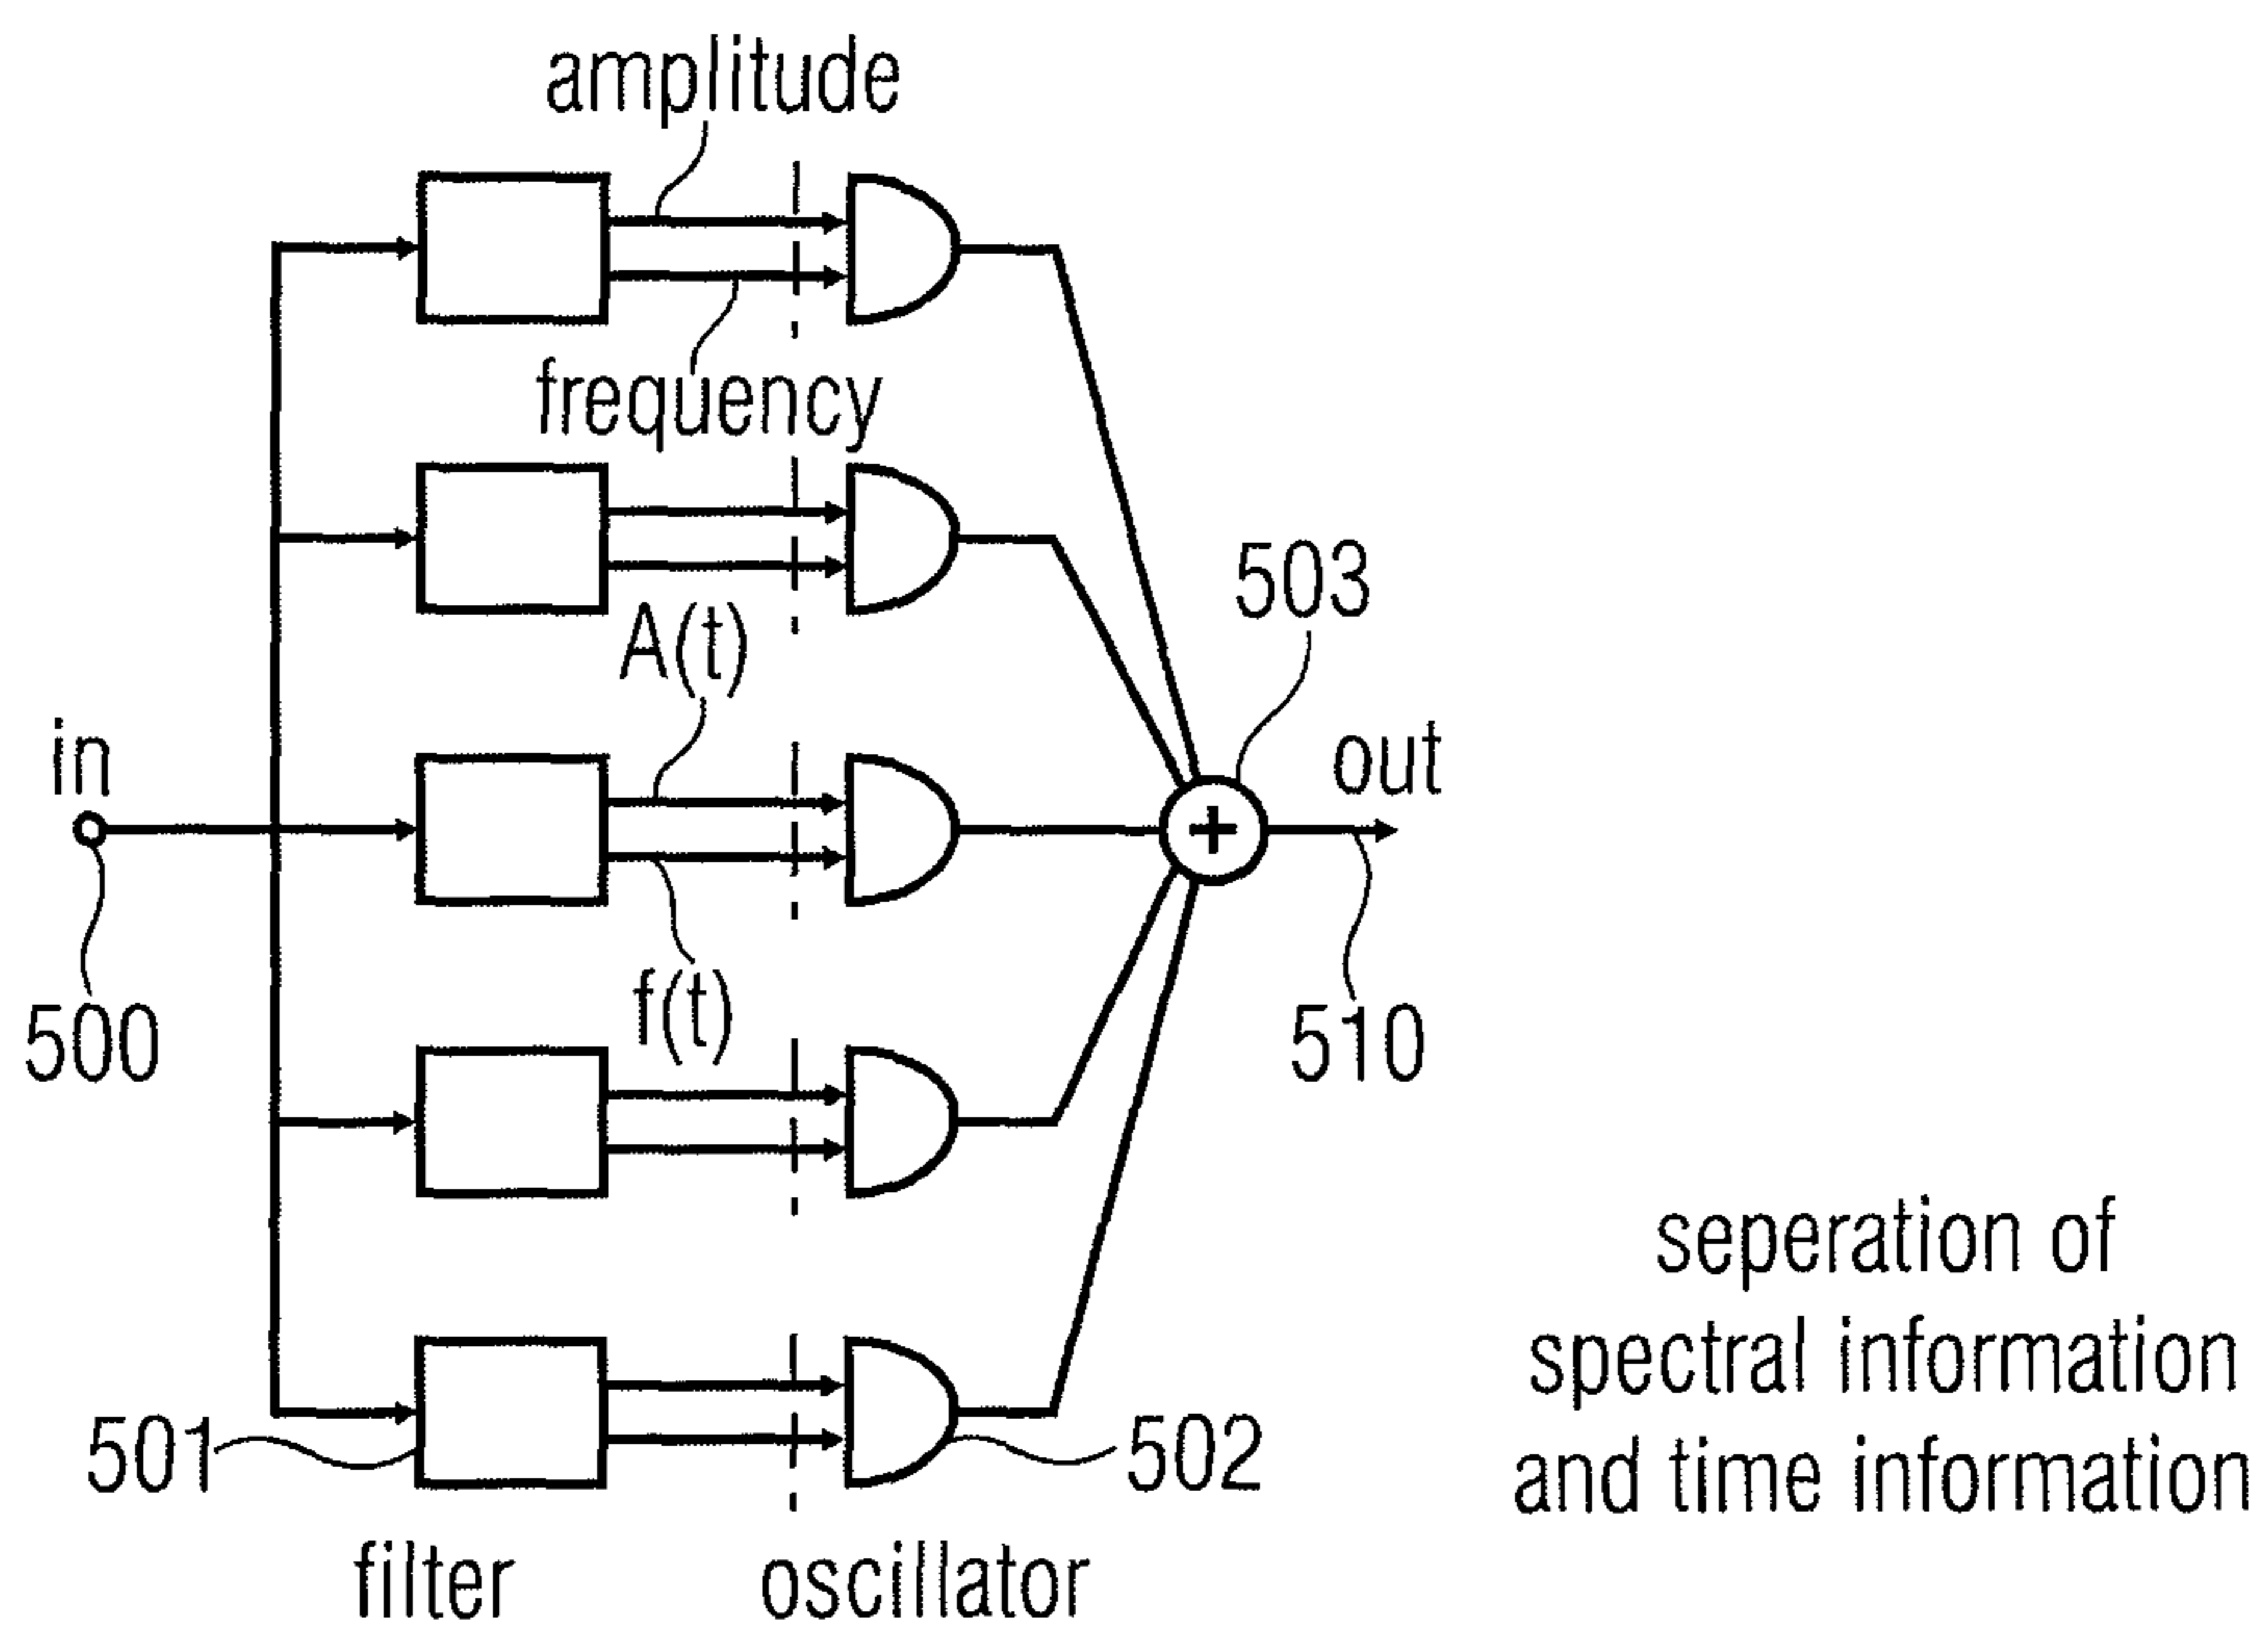 amplitude
frequency
A(t)
503
in
out
f(t)
500
510
seperation of
spectral information
and time information
501
502
filter
oscillator